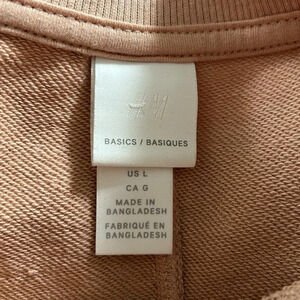 H&M
BASICS / BASIQUES
US L
CA G
MADE IN
BANGLADESH
FABRIQUÉ EN
BANGLADESH